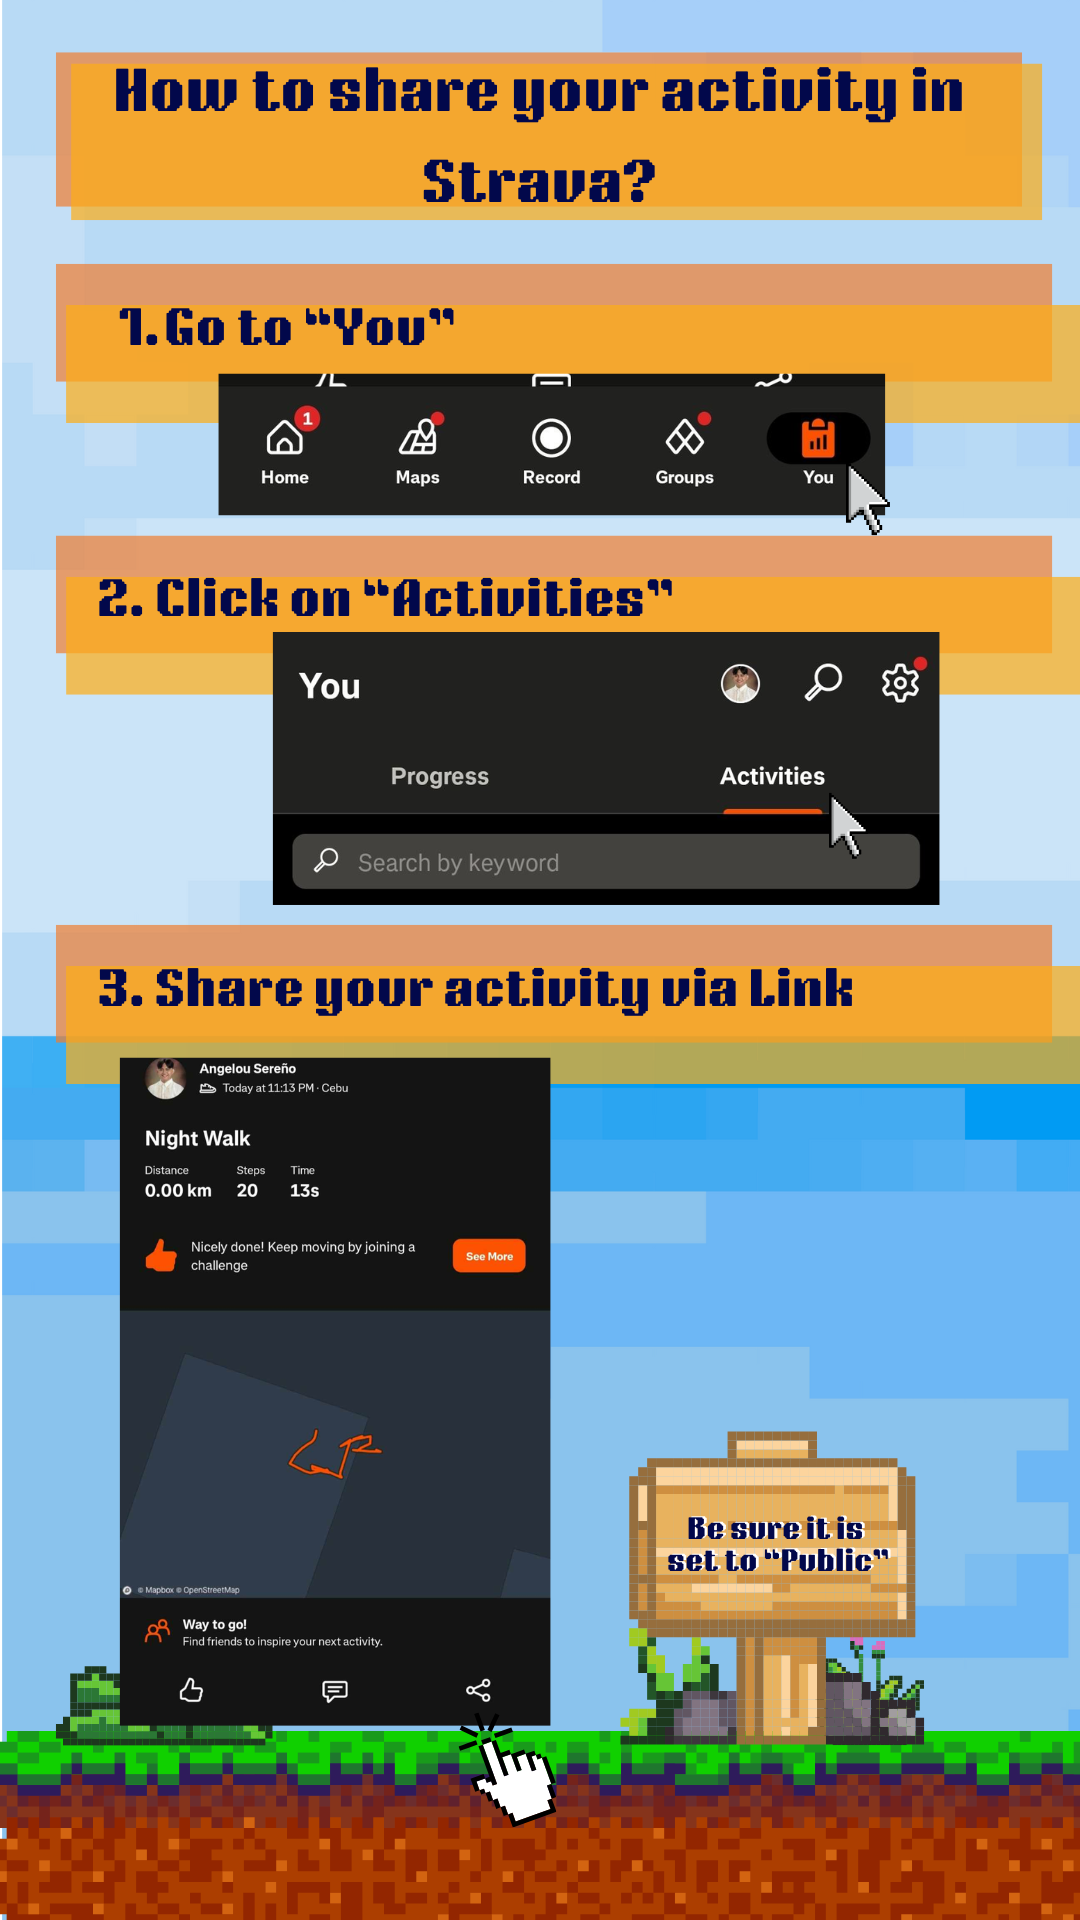 How to share your activity in
Strava?
1. Go to “You”
1
Home Maps Record Groups You
2. Click on “Activities”
You
Progress Activities
Search by keyword
3. Share your activity via Link
Angelou Sereño
Today at 11:13 PM · Cebu
Night Walk
Distance Steps Time
0.00 km 20 13s
Nicely done! Keep moving by joining a
challenge
See More
© Mapbox © OpenStreetMap
Way to go!
Find friends to inspire your next activity.
Be sure it is
set to “Public”